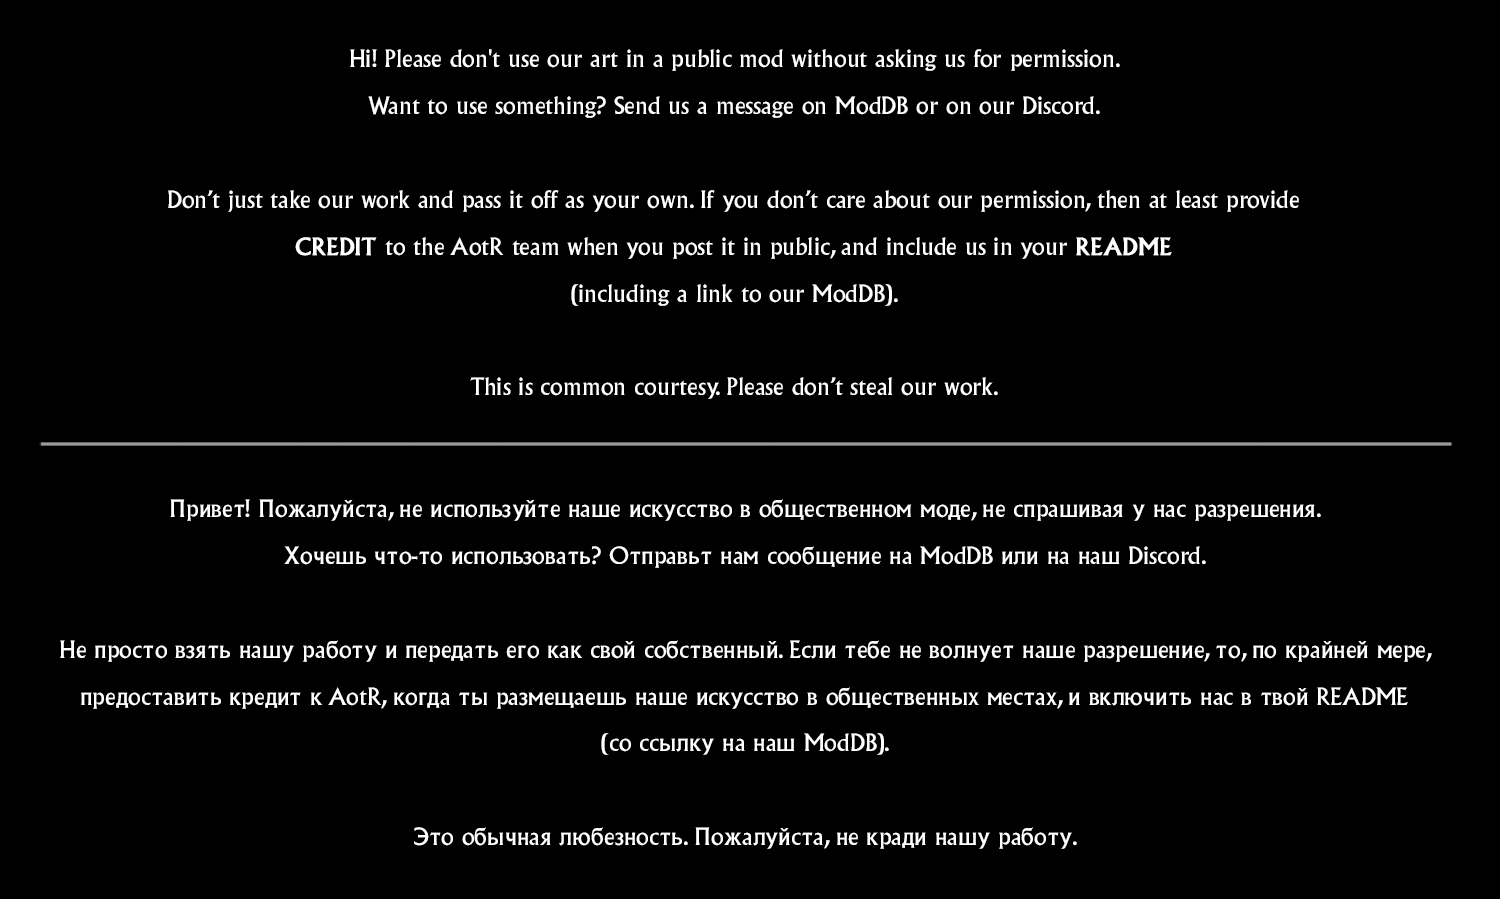 Hi! Please don't use our art in a public mod without asking us for permission.
Want to use something? Send us a message on ModDB or on our Discord.
Don’t just take our work and pass it off as your own. If you don’t care about our permission, then at least provide
CREDIT to the AotR team when you post it in public, and include us in your README
(including a link to our ModDB).
This is common courtesy. Please don’t steal our work.
Привет! Пожалуйста, не используйте наше искусство в общественном моде, не спрашивая у нас разрешения.
Хочешь что-то использовать? Отправьт нам сообщение на ModDB или на наш Discord.
Не просто взять нашу работу и передать его как свой собственный. Если тебе не волнует наше разрешение, то, по крайней мере,
предоставить кредит к AotR, когда ты размещаешь наше искусство в общественных местах, и включить нас в твой README
(со ссылку на наш ModDB).
Это обычная любезность. Пожалуйста, не кради нашу работу.